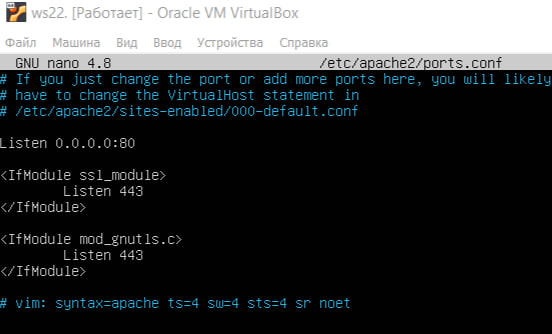 ws22. [Работает] - Oracle VM VirtualBox
Файл Машина Вид Ввод Устройства Справка
GNU nano 4.8 /etc/apache2/ports.conf
# If you just change the port or add more ports here, you will likely
# have to change the VirtualHost statement in
# /etc/apache2/sites-enabled/000-default.conf
Listen 0.0.0.0:80
<IfModule ssl_module>
Listen 443
</IfModule>
<IfModule mod_gnutls.c>
Listen 443
</IfModule>
# vim: syntax=apache ts=4 sw=4 sts=4 sr noet